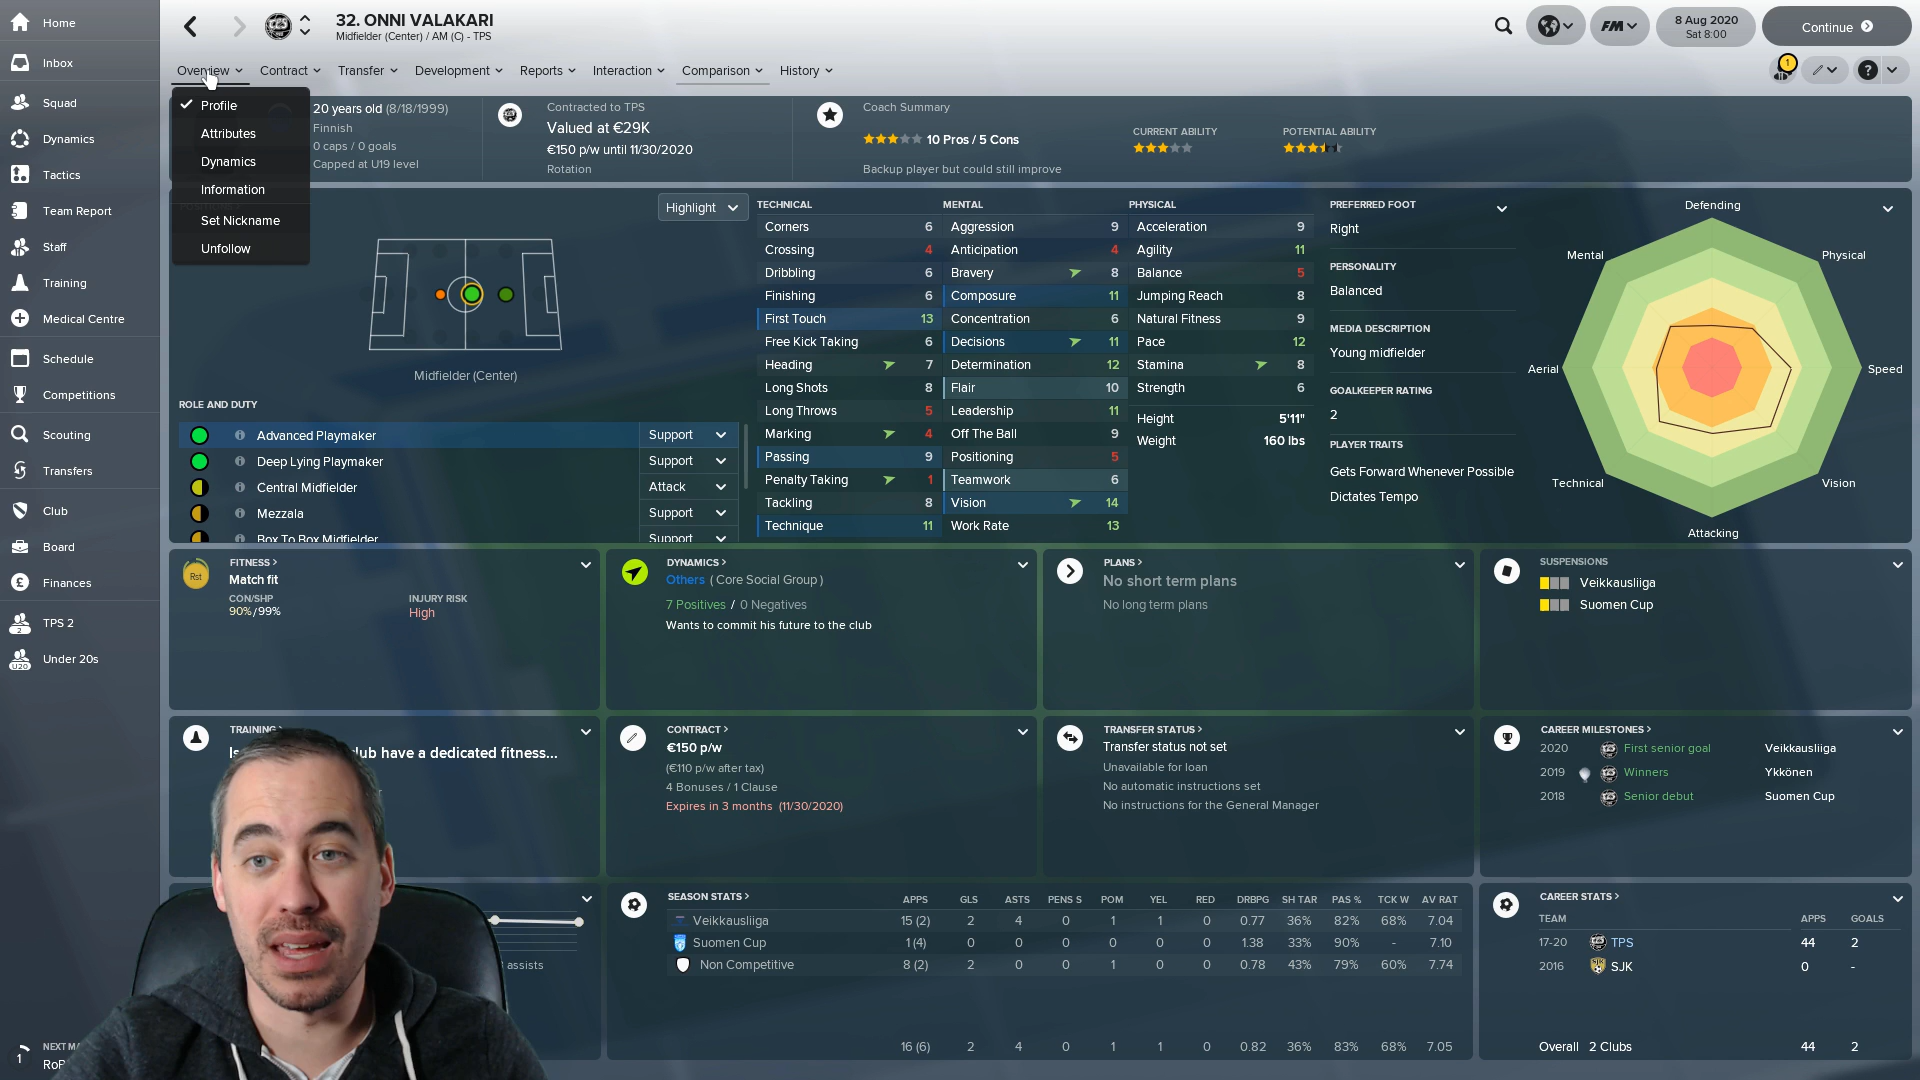 Home
Inbox
Squad
Dynamics
Tactics
Team Report
Staff
Training
Medical Centre
Schedule
Competitions
Scouting
Transfers
Club
Board
Finances
2 TPS 2
U20 Under 20s
1 NEXT MA
RoP
32. ONNI VALAKARI
Midfielder (Center) / AM (C) - TPS
FM
8 Aug 2020
Sat 8:00
Continue
Overview Contract Transfer Development Reports Interaction Comparison History
1
?
Profile
Attributes
Dynamics
Information
Set Nickname
Unfollow
20 years old (8/18/1999)
Finnish
0 caps / 0 goals
Capped at U19 level
Contracted to TPS
Valued at €29K
€150 p/w until 11/30/2020
Rotation
Coach Summary
10 Pros / 5 Cons
Backup player but could still improve
CURRENT ABILITY
POTENTIAL ABILITY
Highlight
Midfielder (Center)
ROLE AND DUTY
Advanced Playmaker Support
Deep Lying Playmaker Support
Central Midfielder Attack
Mezzala Support
Box To Box Midfielder Support
TECHNICAL
Corners 6
Crossing 4
Dribbling 6
Finishing 6
First Touch 13
Free Kick Taking 6
Heading 7
Long Shots 8
Long Throws 5
Marking 4
Passing 9
Penalty Taking 1
Tackling 8
Technique 11
MENTAL
Aggression 9
Anticipation 4
Bravery 8
Composure 11
Concentration 6
Decisions 11
Determination 12
Flair 10
Leadership 11
Off The Ball 9
Positioning 5
Teamwork 6
Vision 14
Work Rate 13
PHYSICAL
Acceleration 9
Agility 11
Balance 5
Jumping Reach 8
Natural Fitness 9
Pace 12
Stamina 8
Strength 6
Height 5'11"
Weight 160 lbs
PREFERRED FOOT
Right
PERSONALITY
Balanced
MEDIA DESCRIPTION
Young midfielder
GOALKEEPER RATING
2
PLAYER TRAITS
Gets Forward Whenever Possible
Dictates Tempo
Defending
Mental
Physical
Aerial
Speed
Technical
Vision
Attacking
FITNESS >
Rst
Match fit
CON/SHP
90%/99%
INJURY RISK
High
DYNAMICS >
Others ( Core Social Group )
7 Positives / 0 Negatives
Wants to commit his future to the club
PLANS >
No short term plans
No long term plans
SUSPENSIONS
Veikkausliiga
Suomen Cup
TRAINING >
Is
lub have a dedicated fitness...
CONTRACT >
€150 p/w
(€110 p/w after tax)
4 Bonuses / 1 Clause
Expires in 3 months (11/30/2020)
TRANSFER STATUS >
Transfer status not set
Unavailable for loan
No automatic instructions set
No instructions for the General Manager
CAREER MILESTONES >
2020 First senior goal Veikkausliiga
2019 Winners Ykkönen
2018 Senior debut Suomen Cup
assists
SEASON STATS > APPS GLS ASTS PENS S POM YEL RED DRBPG SH TAR PAS % TCK W AV RAT
Veikkausliiga 15 (2) 2 4 0 1 1 0 0.77 36% 82% 68% 7.04
Suomen Cup 1 (4) 0 0 0 0 0 0 1.38 33% 90% - 7.10
Non Competitive 8 (2) 2 0 0 1 0 0 0.78 43% 79% 60% 7.74
16 (6) 2 4 0 1 1 0 0.82 36% 83% 68% 7.05
CAREER STATS >
TEAM APPS GOALS
17-20 TPS 44 2
2016 SJK 0 -
Overall 2 Clubs 44 2